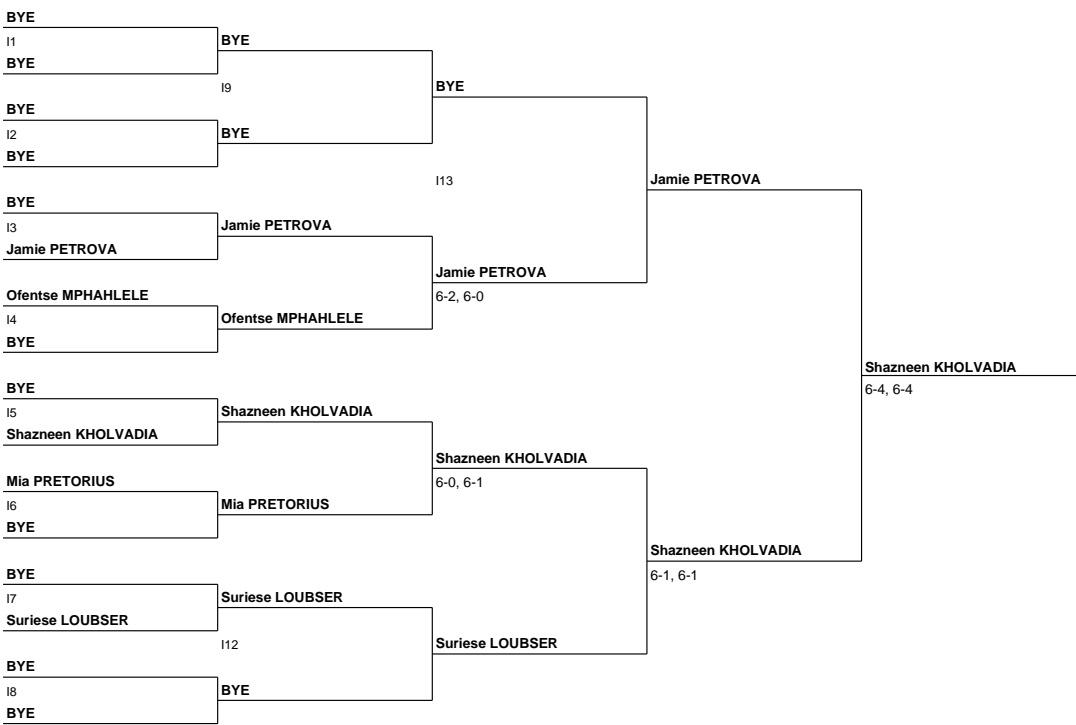 BYE
I1
BYE
BYE
I2
BYE
BYE
I3
Jamie PETROVA
Ofentse MPHAHLELE
I4
BYE
BYE
I5
Shazneen KHOLVADIA
Mia PRETORIUS
I6
BYE
BYE
I7
Suriese LOUBSER
BYE
I8
BYE
BYE
I9
BYE
Jamie PETROVA
Ofentse MPHAHLELE
Shazneen KHOLVADIA
Mia PRETORIUS
Suriese LOUBSER
I12
BYE
BYE
I13
Jamie PETROVA
6-2, 6-0
Shazneen KHOLVADIA
6-0, 6-1
Suriese LOUBSER
Jamie PETROVA
Shazneen KHOLVADIA
6-1, 6-1
Shazneen KHOLVADIA
6-4, 6-4